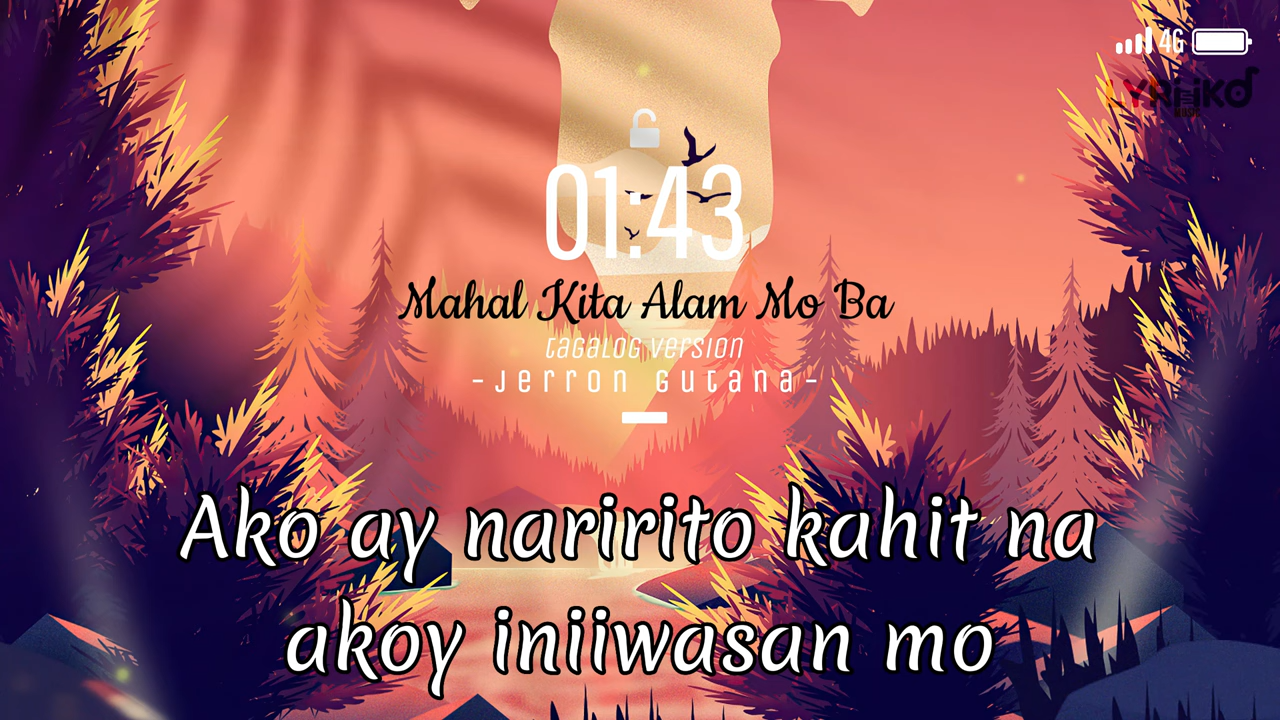 4G
LYRIIKO
01:43
Mahal Kita Alam Mo Ba
tagalog version
-Jerron Gutana-
Ako ay naririto kahit na
akoy iniiwasan mo